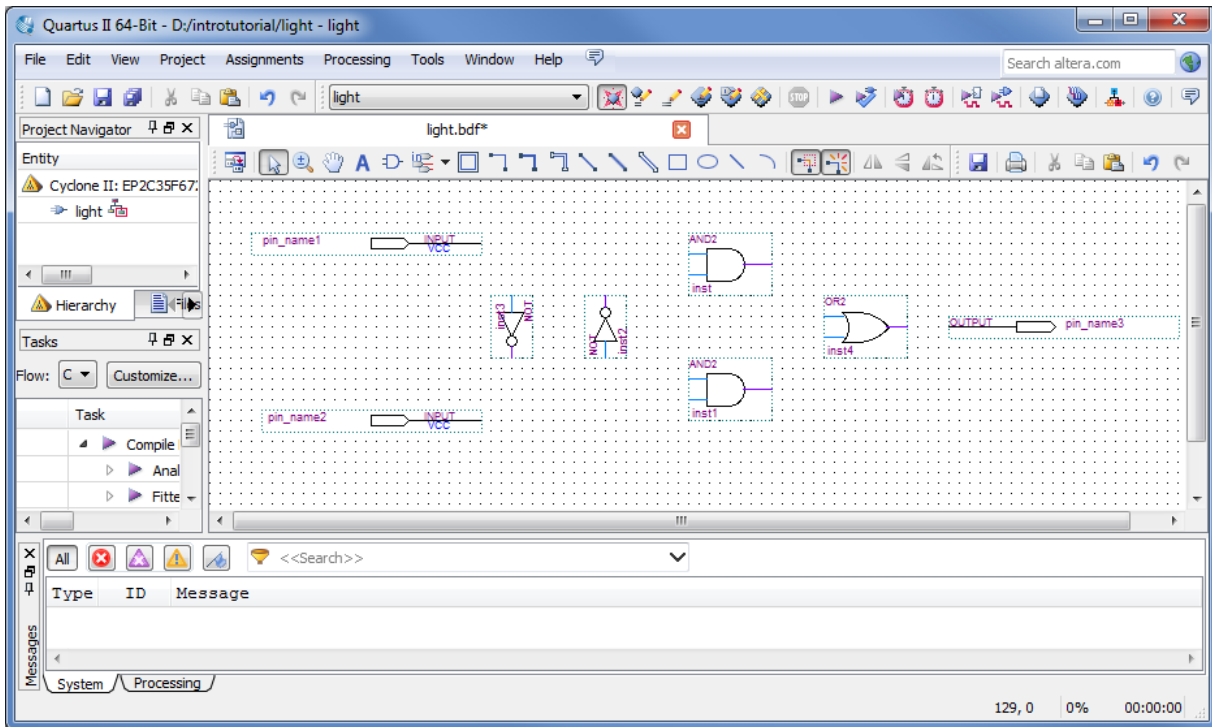 Quartus II 64-Bit - D:/introtutorial/light - light
File Edit View Project Assignments Processing Tools Window Help
Search altera.com
light
Project Navigator
light.bdf*
Entity
Cyclone II: EP2C35F67
light
Hierarchy Files
Tasks
Flow: C Customize...
Task
Compile
Anal
Fitte
pin_name1 INPUT
VCC
AND2
inst
inst3 NOT
NOT inst2
OR2
inst4
OUTPUT pin_name3
AND2
inst1
pin_name2 INPUT
VCC
All <<Search>>
Type ID Message
Messages
System Processing
129, 0 0% 00:00:00